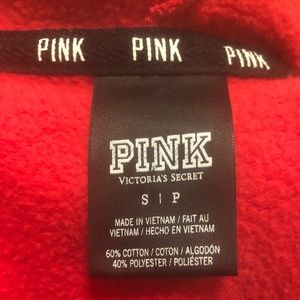 PINK PINK PINK
PINK
VICTORIA'S SECRET
S | P
MADE IN VIETNAM / FAIT AU
VIETNAM / HECHO EN VIETNAM
60% COTTON / COTON / ALGODÓN
40% POLYESTER / POLIÉSTER